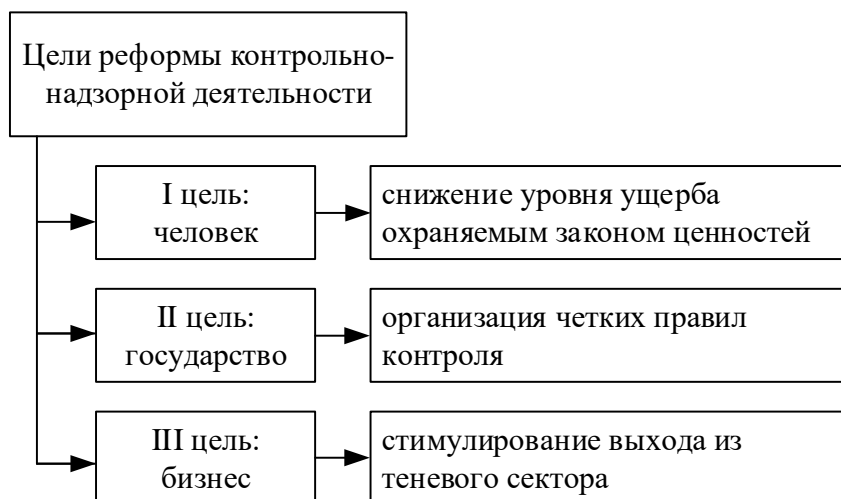 Цели реформы контрольно-
надзорной деятельности
I цель:
человек
снижение уровня ущерба
охраняемым законом ценностей
II цель:
государство
организация четких правил
контроля
III цель:
бизнес
стимулирование выхода из
теневого сектора